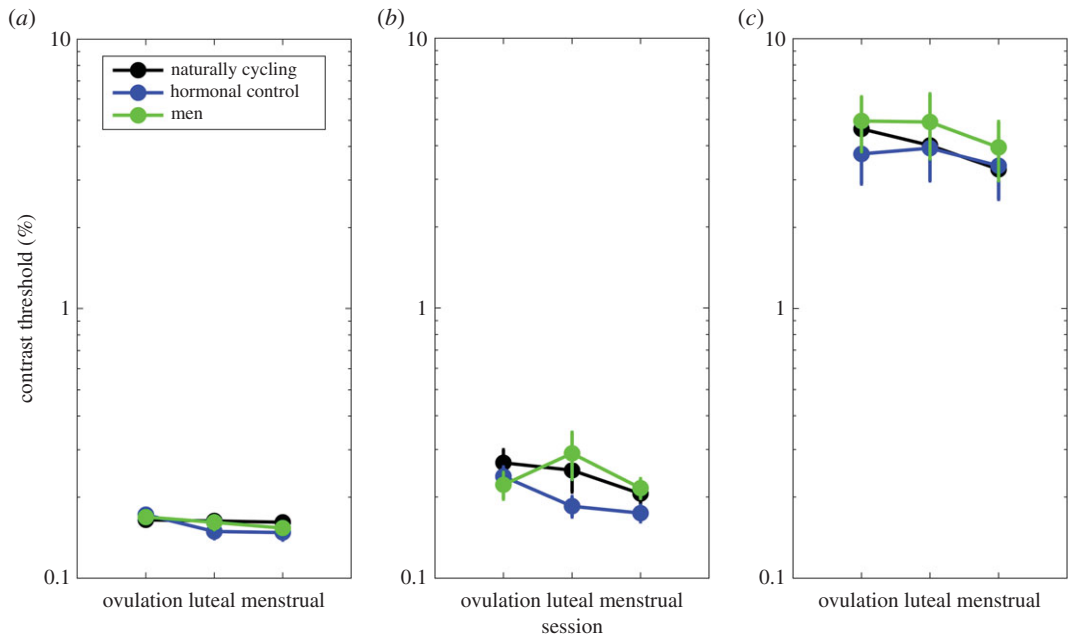 (a)
(b)
(c)
10
10
10
naturally cycling
hormonal control
men
contrast threshold (%)
1
1
1
0.1
0.1
0.1
ovulation luteal menstrual
ovulation luteal menstrual
ovulation luteal menstrual
session